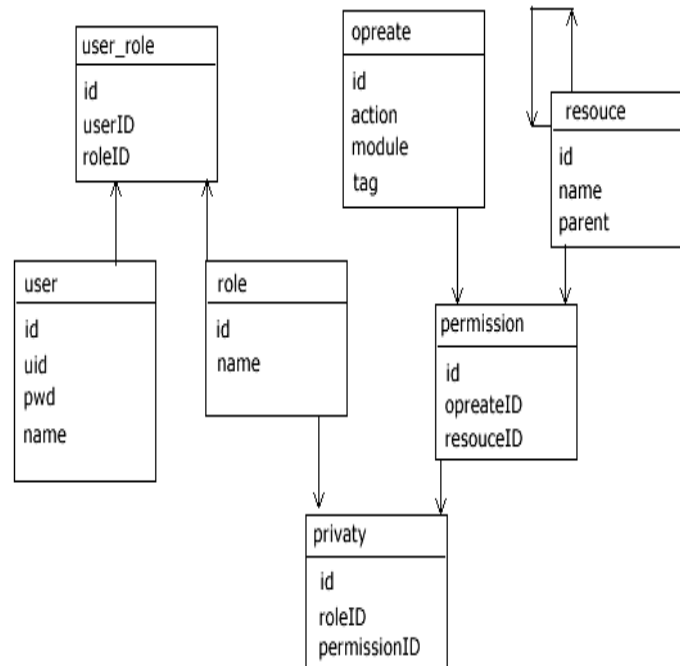 user_role
id
userID
roleID
opreate
id
action
module
tag
resouce
id
name
parent
user
id
uid
pwd
name
role
id
name
permission
id
opreateID
resouceID
privaty
id
roleID
permissionID